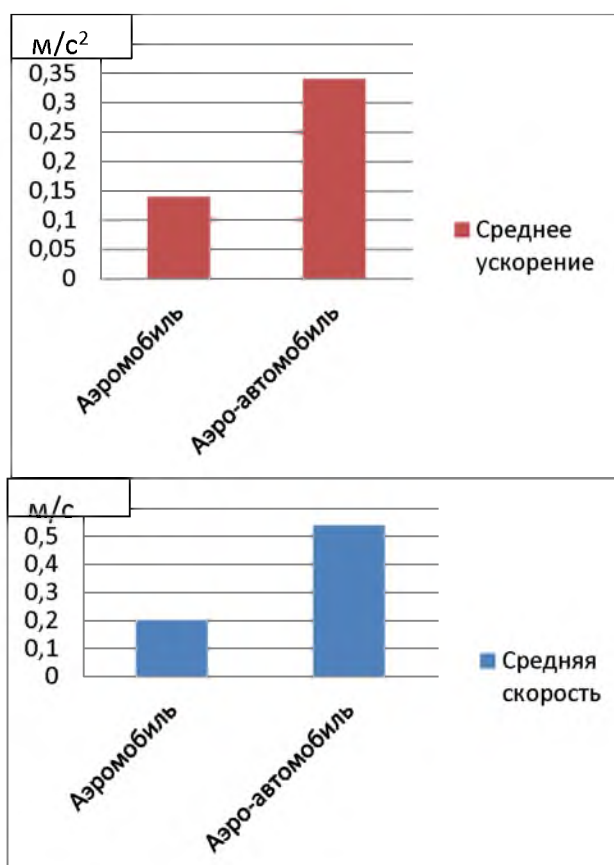 м/с²
0,35
0,3
0,25
0,2
0,15
0,1
0,05
0
Аэромобиль
Аэро-автомобиль
Среднее
ускорение
м/с
0,5
0,4
0,3
0,2
0,1
0
Аэромобиль
Аэро-автомобиль
Средняя
скорость